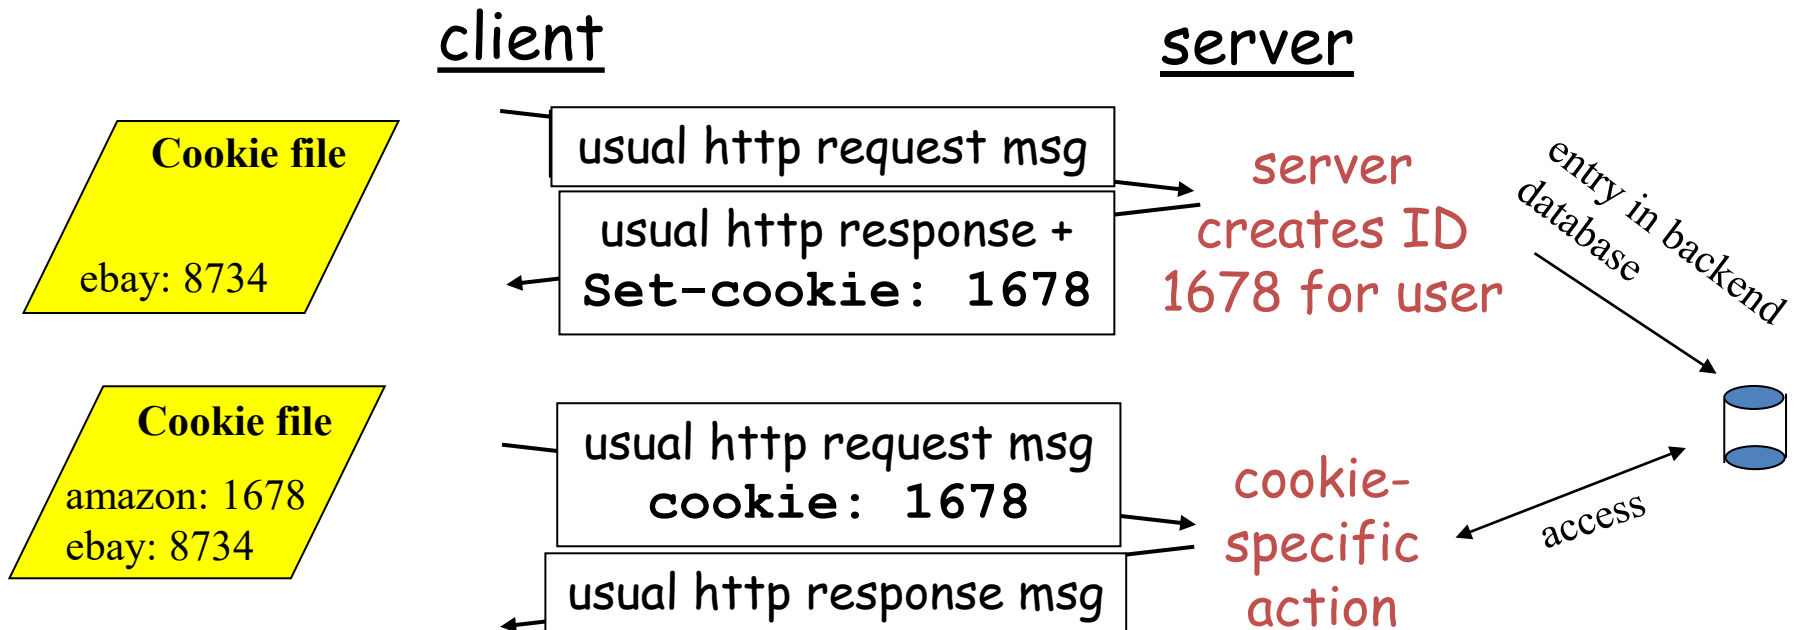 client
server
Cookie file
ebay: 8734
usual http request msg
usual http response +
Set-cookie: 1678
server
creates ID
1678 for user
entry in backend
database
Cookie file
amazon: 1678
ebay: 8734
usual http request msg
cookie: 1678
usual http response msg
cookie-
specific
action
access